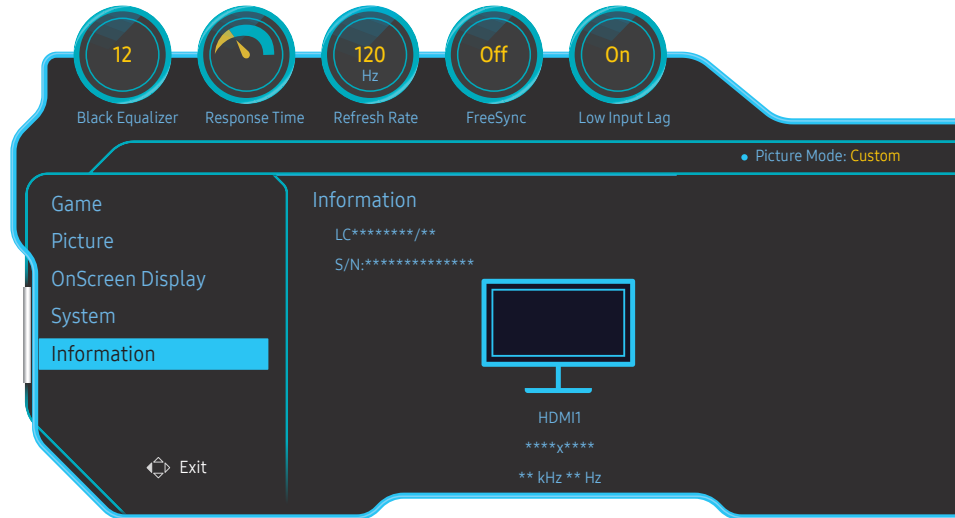 12
120
Hz
Off
On
Black Equalizer
Response Time
Refresh Rate
FreeSync
Low Input Lag
• Picture Mode: Custom
Game
Picture
OnScreen Display
System
Information
Exit
Information
LC********/**
S/N:**************
HDMI1
****x****
** kHz ** Hz